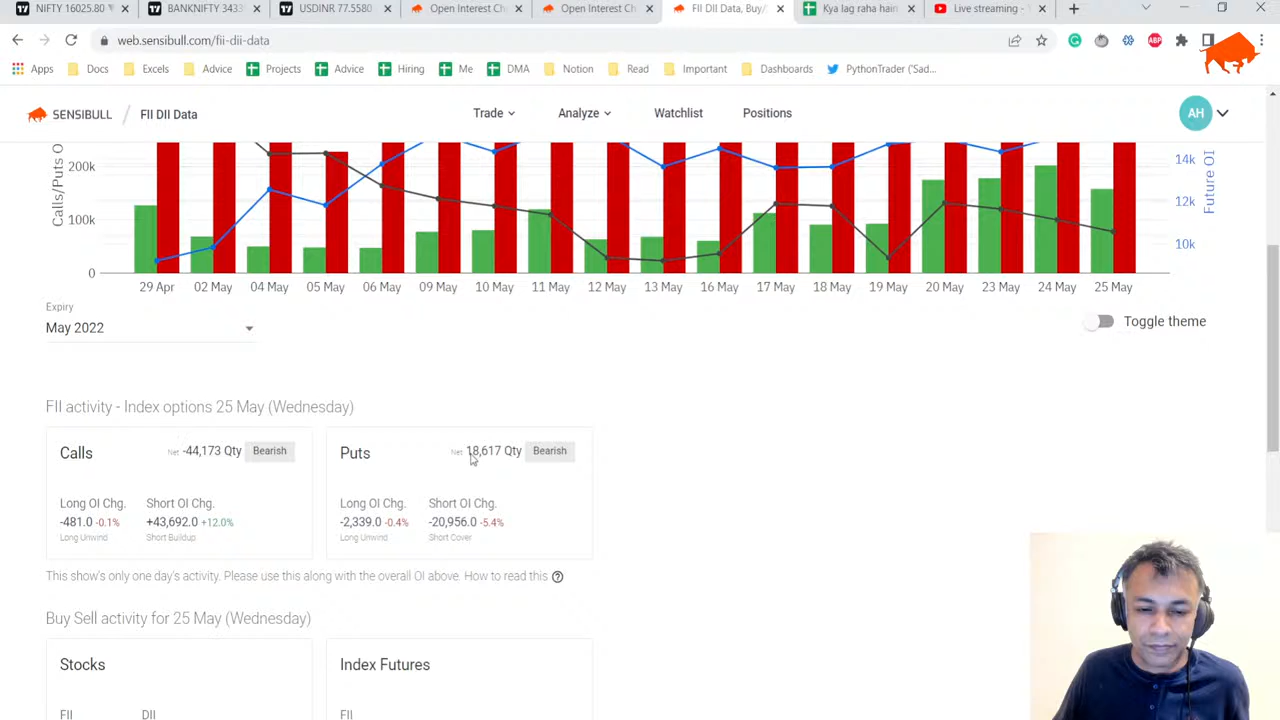 NIFTY 16025.80
BANKNIFTY 3433
USDINR 77.5580
Open Interest Ch
Open Interest Ch
FII DII Data, Buy/
Kya lag raha hain
Live streaming -
web.sensibull.com/fii-dii-data
ABP
Apps
Docs
Excels
Advice
Projects
Advice
Hiring
Me
DMA
Notion
Read
Important
Dashboards
PythonTrader ('Sad...
SENSIBULL
FII DII Data
Trade
Analyze
Watchlist
Positions
AH
Calls/Puts O
200k
100k
0
14k
12k
10k
Future OI
29 Apr 02 May 04 May 05 May 06 May 09 May 10 May 11 May 12 May 13 May 16 May 17 May 18 May 19 May 20 May 23 May 24 May 25 May
Expiry
May 2022
Toggle theme
FII activity - Index options 25 May (Wednesday)
Calls
Net -44,173 Qty Bearish
Long OI Chg. Short OI Chg.
-481.0 -0.1% +43,692.0 +12.0%
Long Unwind Short Buildup
Puts
Net 18,617 Qty Bearish
Long OI Chg. Short OI Chg.
-2,339.0 -0.4% -20,956.0 -5.4%
Long Unwind Short Cover
This show's only one day's activity. Please use this along with the overall OI above. How to read this
Buy Sell activity for 25 May (Wednesday)
Stocks
FII DII
Index Futures
FII